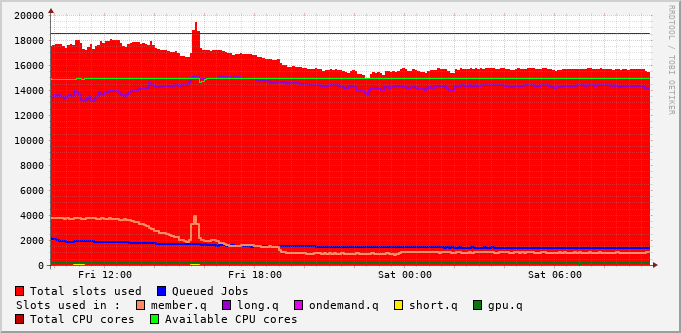 RRDTOOL / TOBI OETIKER
20000
18000
16000
14000
12000
10000
8000
6000
4000
2000
0
Fri 12:00 Fri 18:00 Sat 00:00 Sat 06:00
Total slots used Queued Jobs
Slots used in : member.q long.q ondemand.q short.q gpu.q
Total CPU cores Available CPU cores